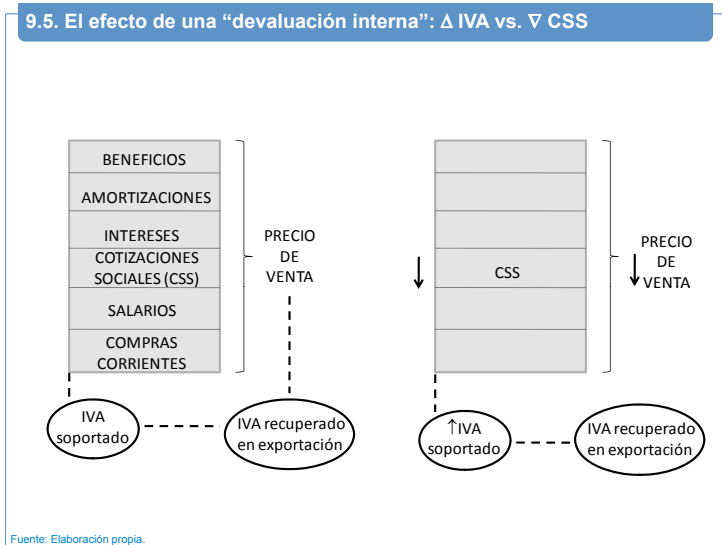 9.5. El efecto de una “devaluación interna”: Δ IVA vs. ∇ CSS
BENEFICIOS
AMORTIZACIONES
INTERESES
COTIZACIONES
SOCIALES (CSS)
SALARIOS
COMPRAS
CORRIENTES
PRECIO
DE
VENTA
IVA
soportado
IVA recuperado
en exportación
CSS
PRECIO
DE
VENTA
↑IVA
soportado
IVA recuperado
en exportación
Fuente: Elaboración propia.